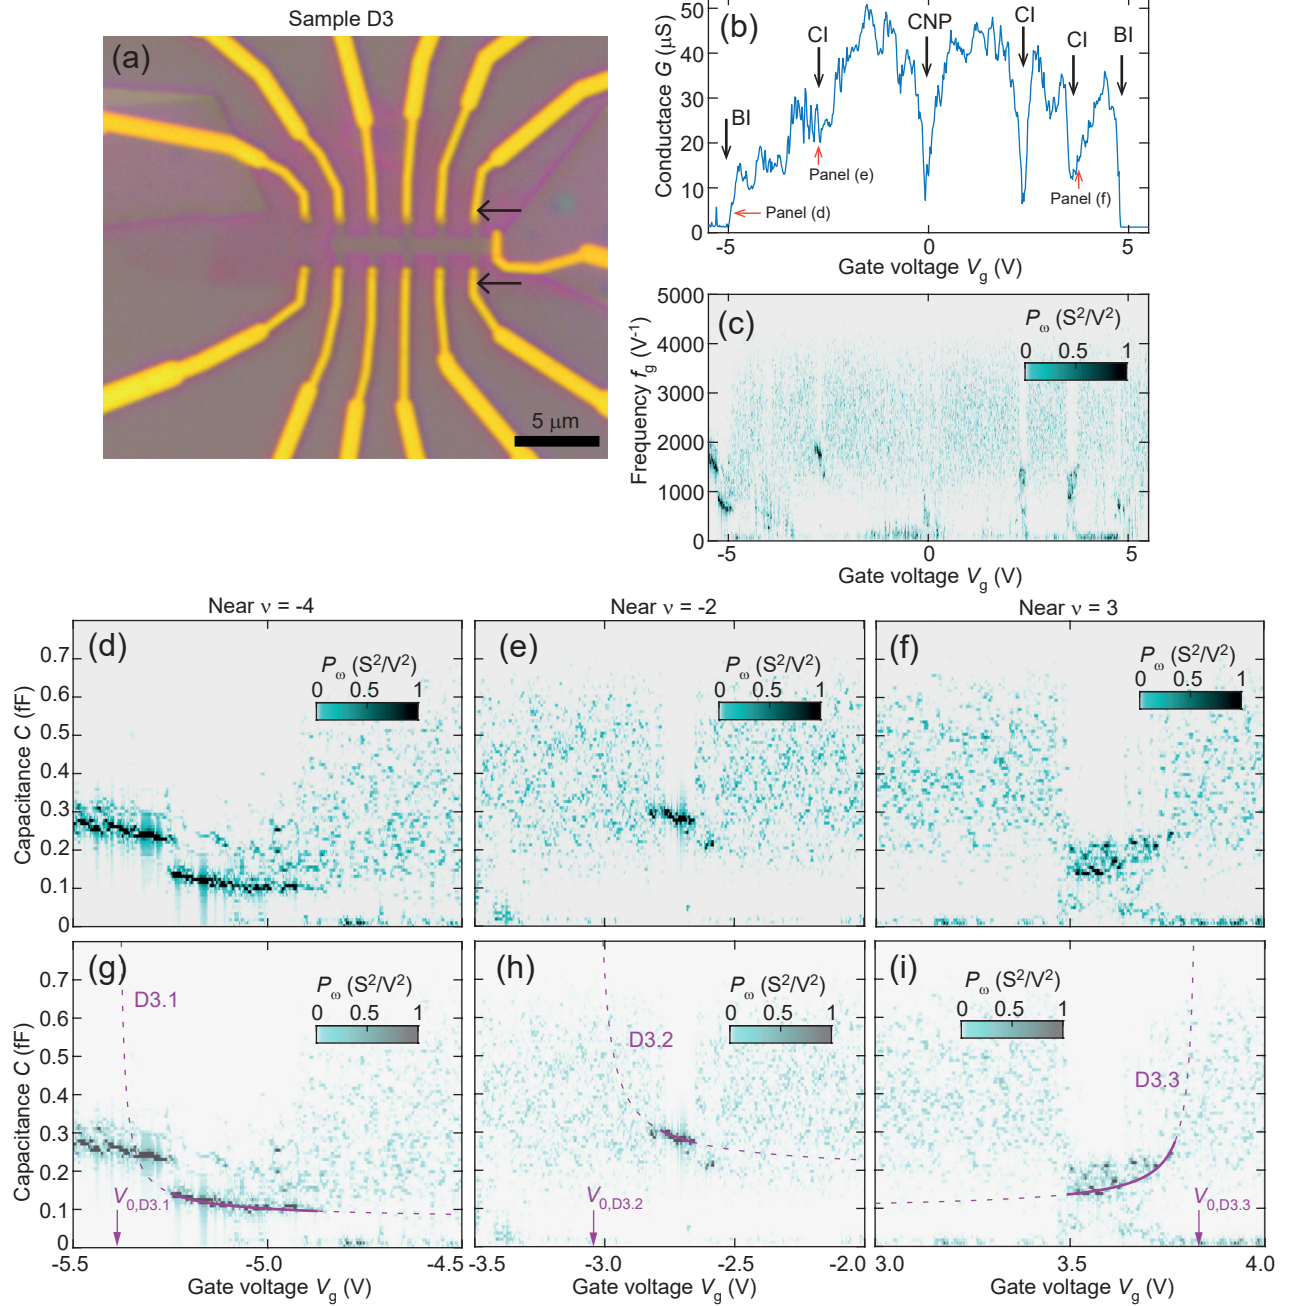 Sample D3
(a)
5 μm
(b)
Conductace G (μS)
50
40
30
20
10
0
BI
CI
CNP
CI
CI
BI
Panel (e)
Panel (f)
Panel (d)
-5
0
5
Gate voltage Vg (V)
(c)
Frequency fg (V-1)
5000
4000
3000
2000
1000
0
Pω (S2/V2)
0 0.5 1
-5
0
5
Gate voltage Vg (V)
Near ν = -4
(d)
Capacitance C (fF)
0.7
0.6
0.5
0.4
0.3
0.2
0.1
0
Pω (S2/V2)
0 0.5 1
Near ν = -2
(e)
Pω (S2/V2)
0 0.5 1
Near ν = 3
(f)
Pω (S2/V2)
0 0.5 1
(g)
Capacitance C (fF)
0.7
0.6
0.5
0.4
0.3
0.2
0.1
0
D3.1
Pω (S2/V2)
0 0.5 1
V0,D3.1
-5.5
-5.0
-4.5
Gate voltage Vg (V)
(h)
D3.2
Pω (S2/V2)
0 0.5 1
V0,D3.2
-3.0
-2.5
-2.0
Gate voltage Vg (V)
(i)
Pω (S2/V2)
0 0.5 1
D3.3
V0,D3.3
3.0
3.5
4.0
Gate voltage Vg (V)